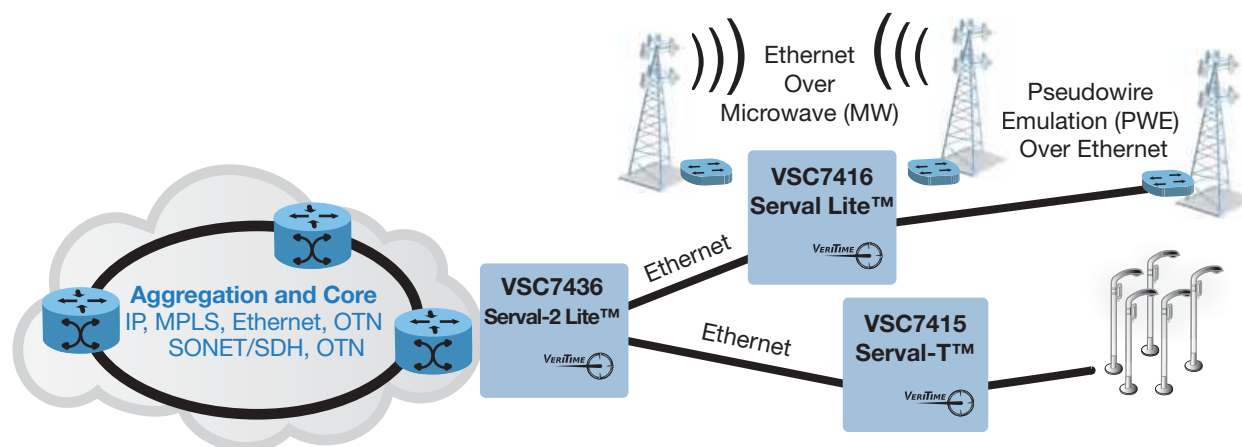 Ethernet
Over
Microwave (MW)
Pseudowire
Emulation (PWE)
Over Ethernet
VSC7416
Serval Lite™
VERITIME
Ethernet
Aggregation and Core
IP, MPLS, Ethernet, OTN
SONET/SDH, OTN
VSC7436
Serval-2 Lite™
VERITIME
Ethernet
VSC7415
Serval-T™
VERITIME